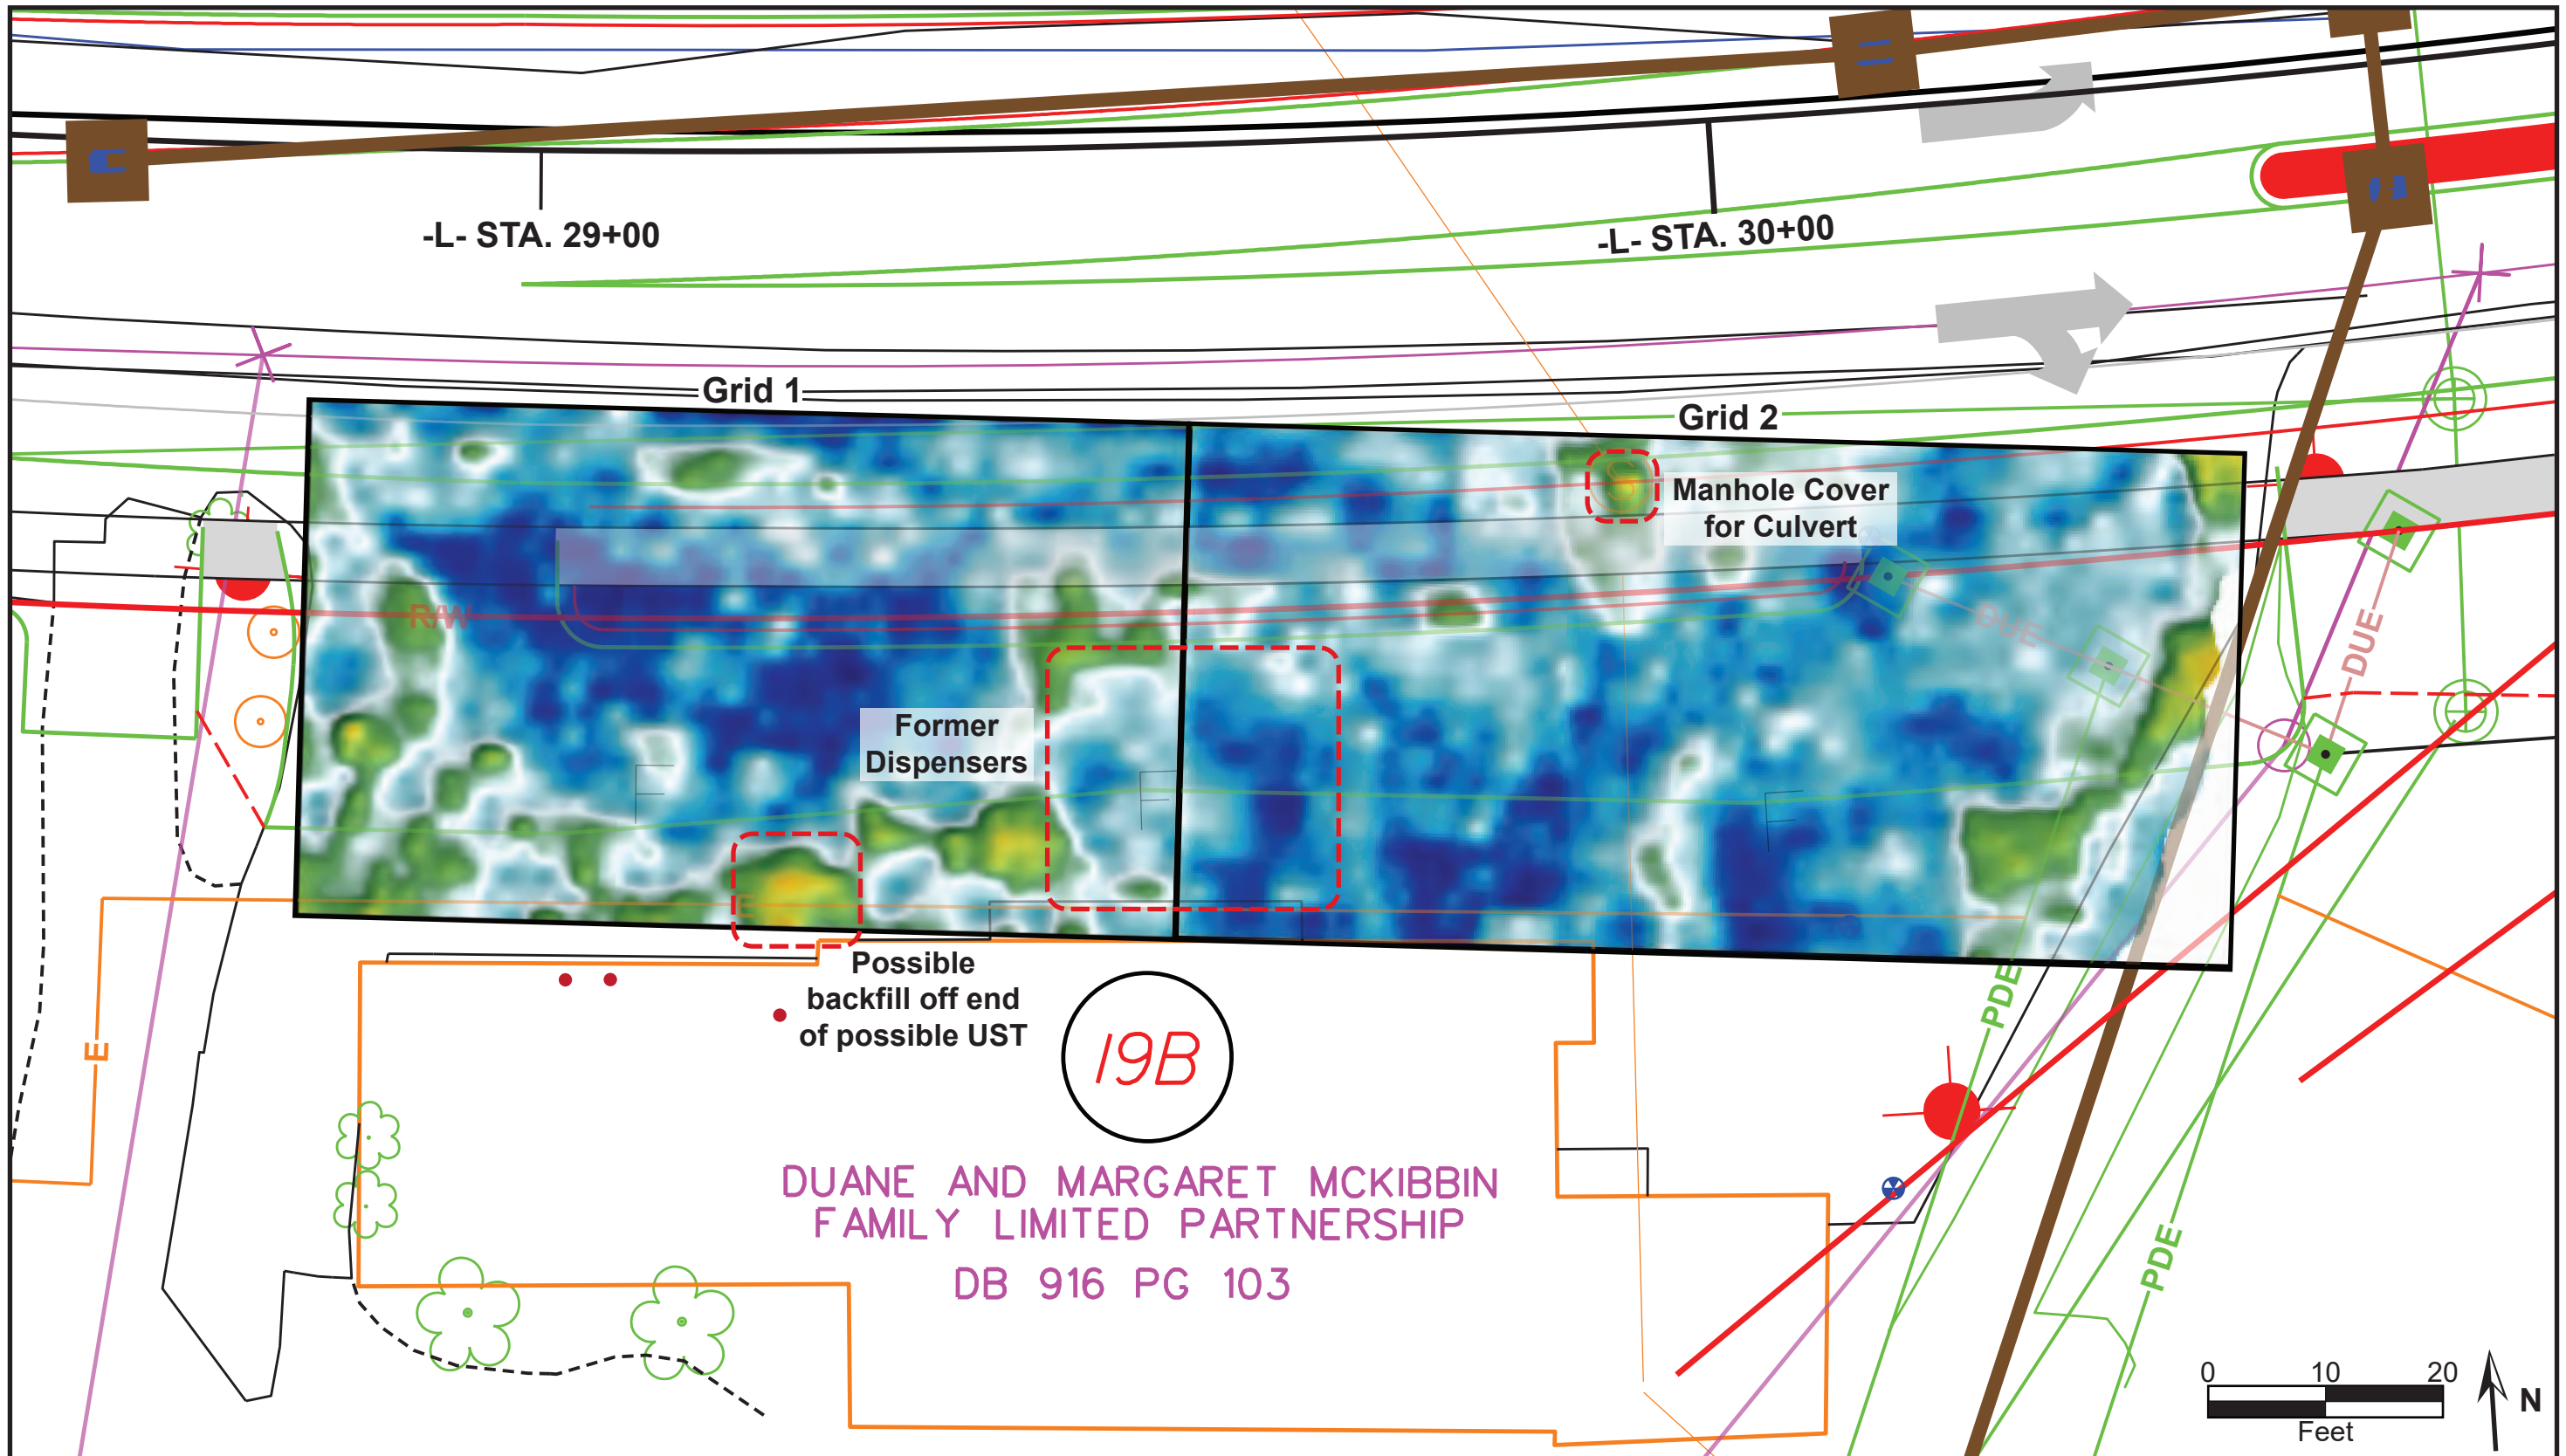 -L- STA. 29+00
-L- STA. 30+00
Grid 1
Grid 2
Manhole Cover
for Culvert
R/W
DUE
DUE
Former
Dispensers
E
E
Possible
backfill off end
of possible UST
19B
PDE
PDE
DUANE AND MARGARET MCKIBBIN
FAMILY LIMITED PARTNERSHIP
DB 916 PG 103
0 10 20
Feet
N